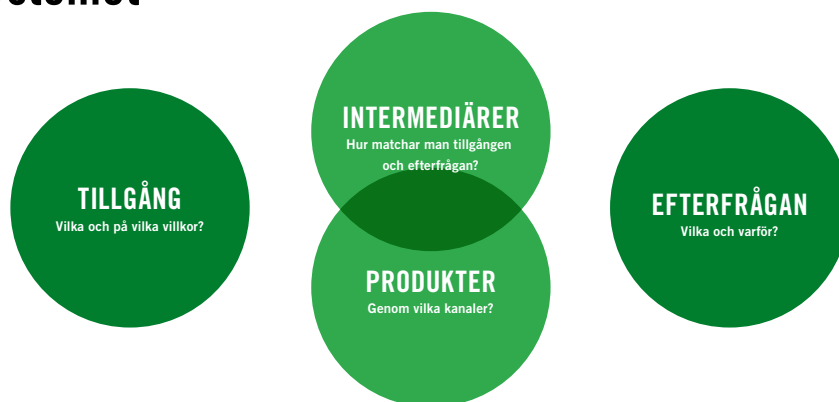 TILLGÅNG
Vilka och på vilka villkor?
INTERMEDIÄRER
Hur matchar man tillgången
och efterfrågan?
PRODUKTER
Genom vilka kanaler?
EFTERFRÅGAN
Vilka och varför?